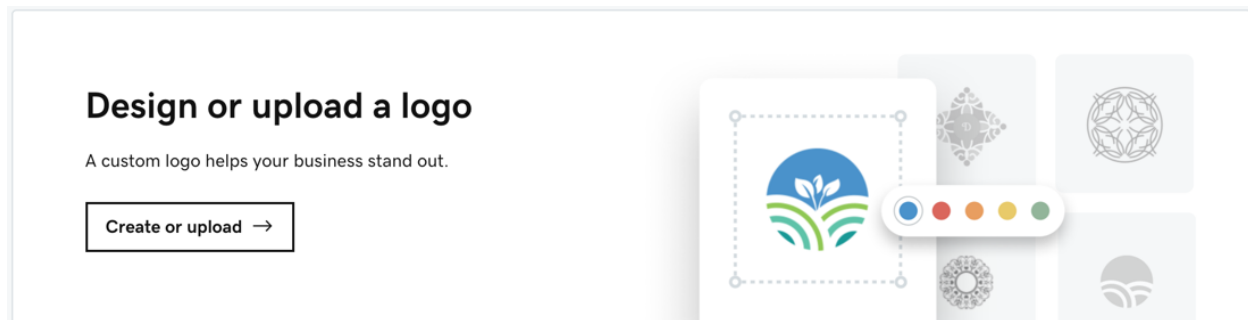 Design or upload a logo
A custom logo helps your business stand out.
Create or upload →